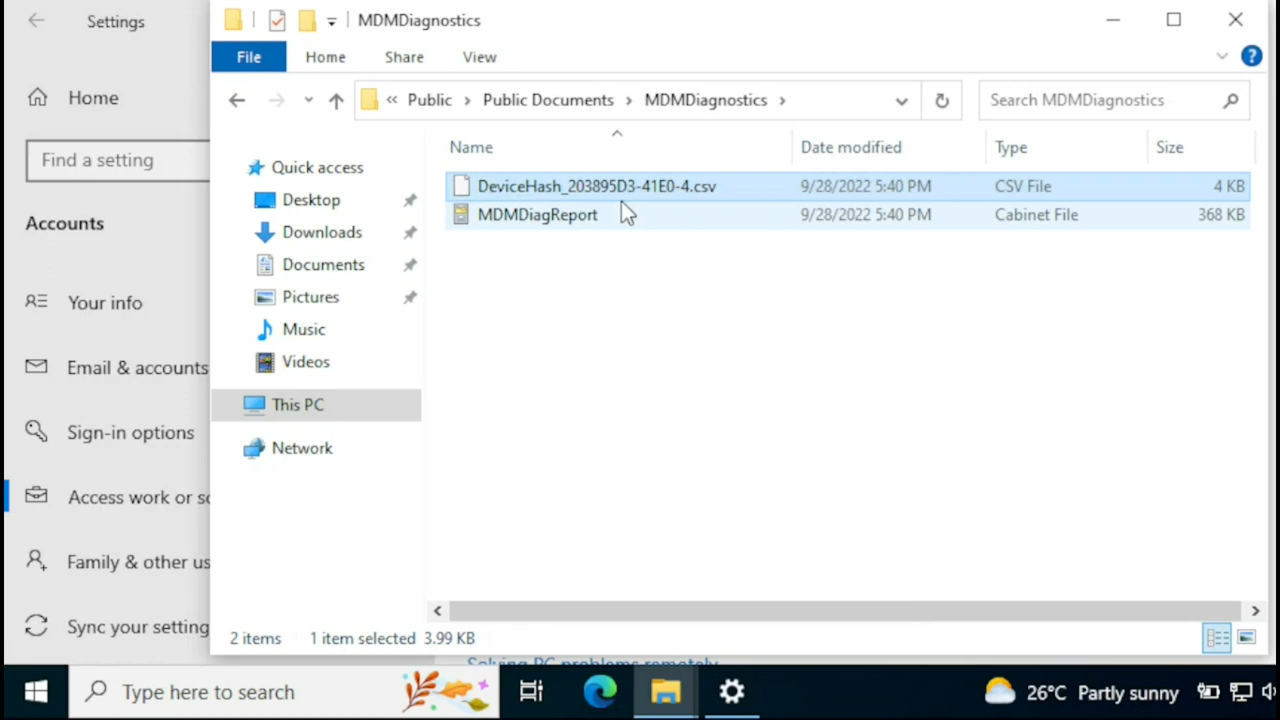 Settings
Home
Find a setting
Accounts
Your info
Email & accounts
Sign-in options
Access work or sc
Family & other us
Sync your setting
MDMDiagnostics
File Home Share View
« Public > Public Documents > MDMDiagnostics >
Search MDMDiagnostics
Quick access
Desktop
Downloads
Documents
Pictures
Music
Videos
This PC
Network
Name Date modified Type Size
DeviceHash_203895D3-41E0-4.csv 9/28/2022 5:40 PM CSV File 4 KB
MDMDiagReport 9/28/2022 5:40 PM Cabinet File 368 KB
2 items 1 item selected 3.99 KB
Solving PC problems remotely
Type here to search
26°C Partly sunny